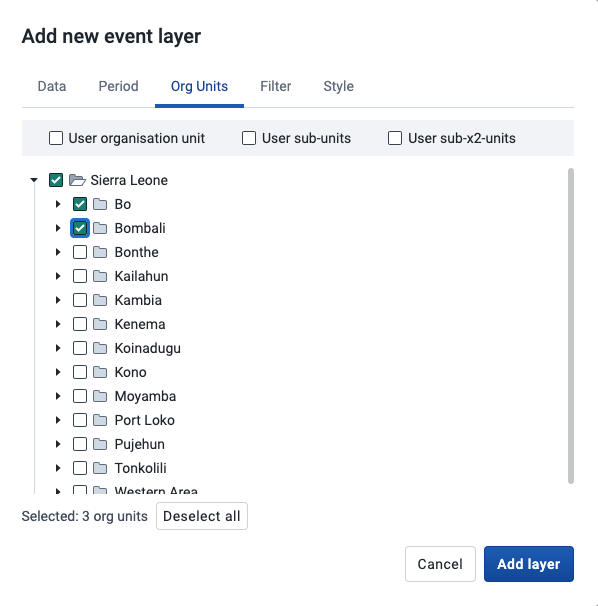 Add new event layer
Data Period Org Units Filter Style
User organisation unit User sub-units User sub-x2-units
Sierra Leone
Bo
Bombali
Bonthe
Kailahun
Kambia
Kenema
Koinadugu
Kono
Moyamba
Port Loko
Pujehun
Tonkolili
Western Area
Selected: 3 org units Deselect all
Cancel Add layer